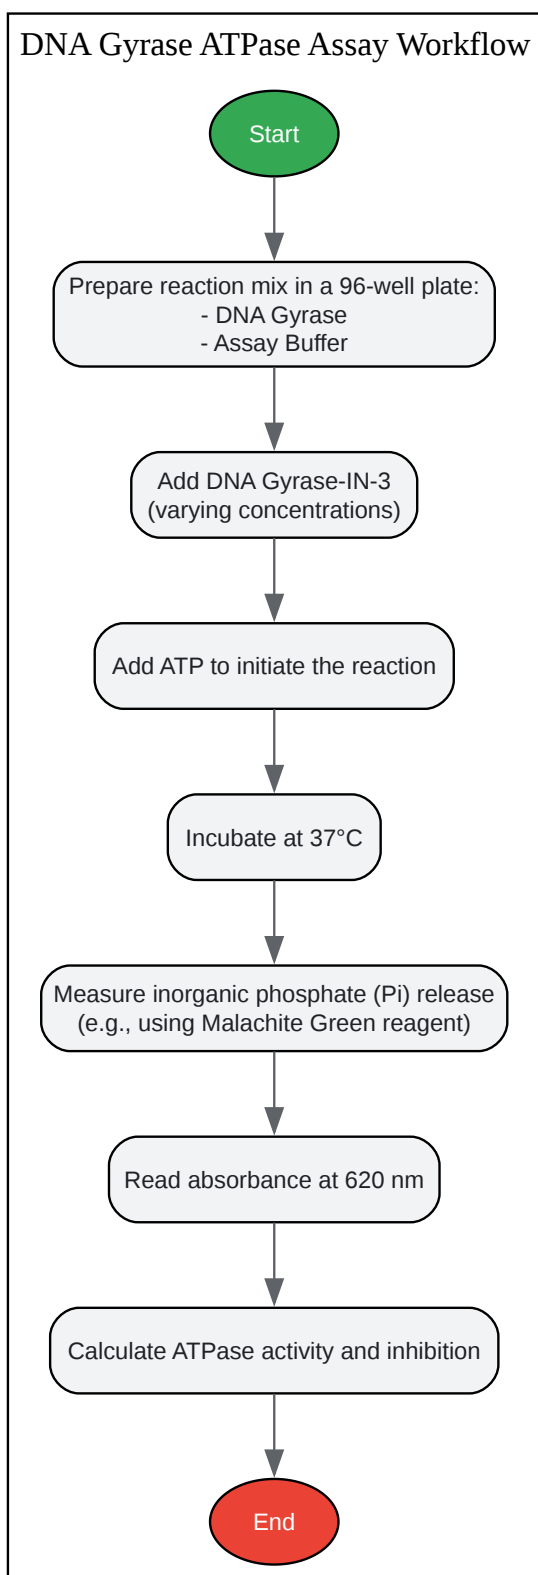 DNA Gyrase ATPase Assay Workflow
Start
Prepare reaction mix in a 96-well plate:
- DNA Gyrase
- Assay Buffer
Add DNA Gyrase-IN-3
(varying concentrations)
Add ATP to initiate the reaction
Incubate at 37°C
Measure inorganic phosphate (Pi) release
(e.g., using Malachite Green reagent)
Read absorbance at 620 nm
Calculate ATPase activity and inhibition
End